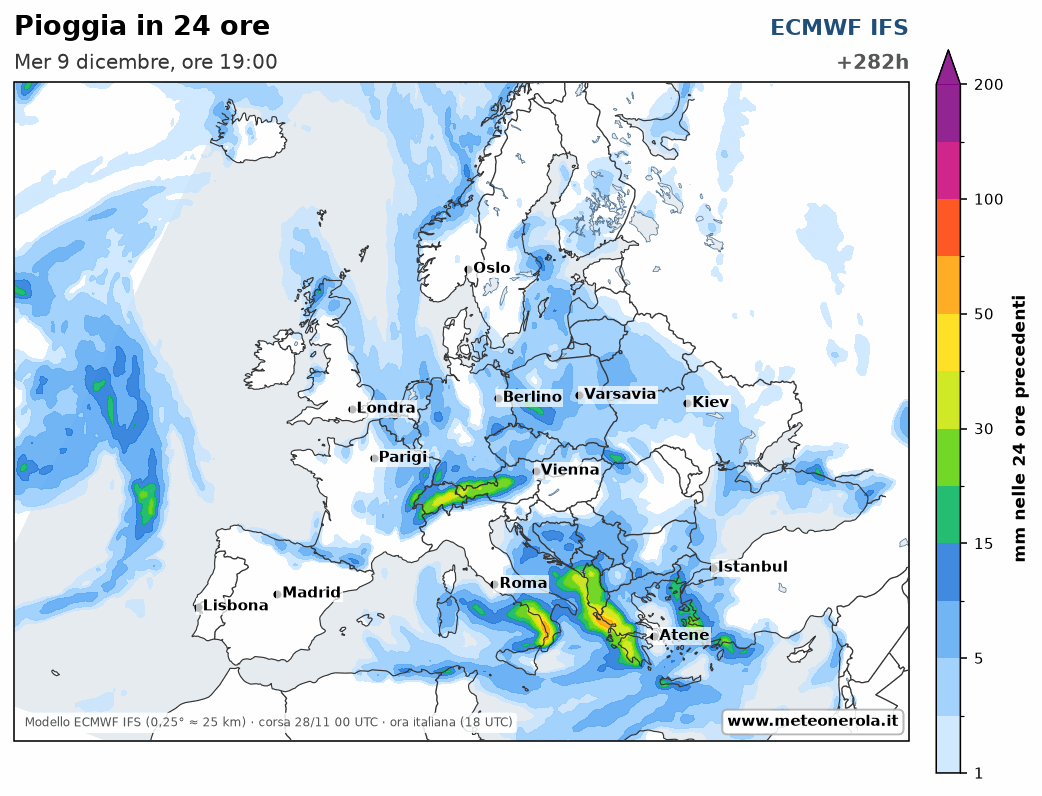 Pioggia in 24 ore
ECMWF IFS
Mer 9 dicembre, ore 19:00
+282h
200
100
50
30
15
5
1
mm nelle 24 ore precedenti
Oslo
Londra
Berlino
Varsavia
Kiev
Parigi
Vienna
Istanbul
Roma
Madrid
Lisbona
Atene
Modello ECMWF IFS (0,25° ≈ 25 km) · corsa 28/11 00 UTC · ora italiana (18 UTC)
www.meteonerola.it